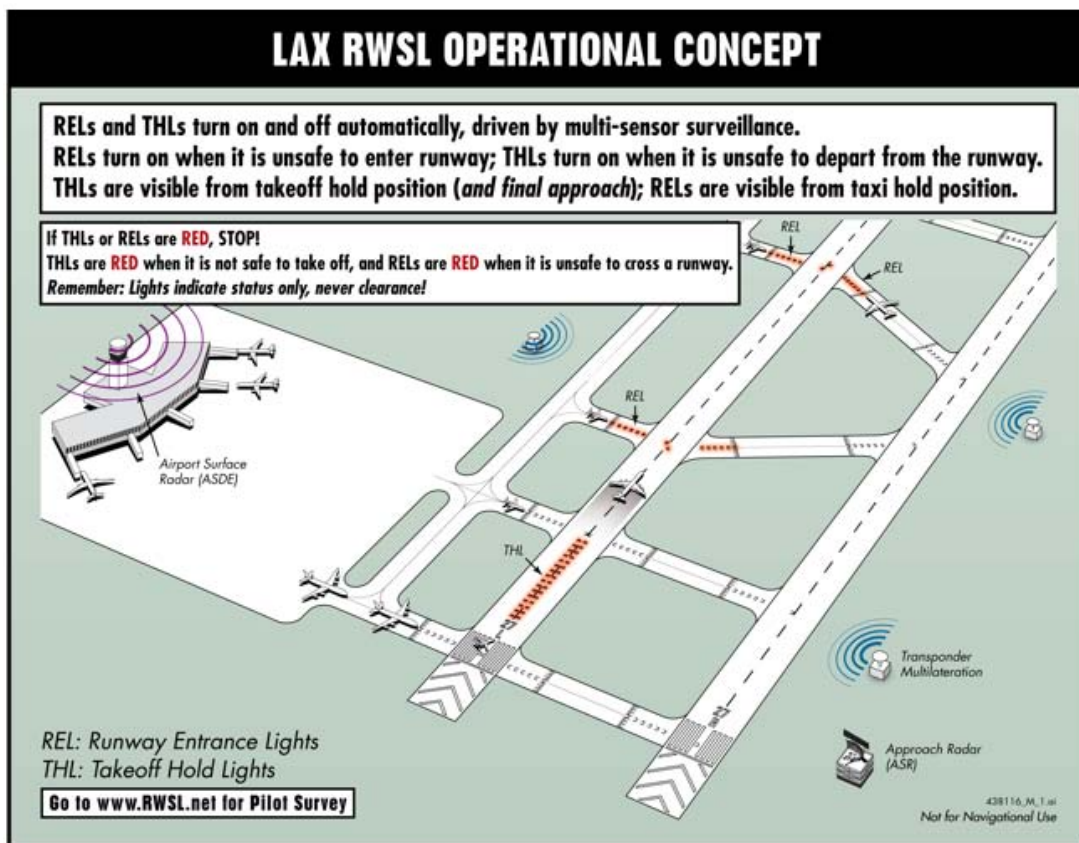 LAX RWSL OPERATIONAL CONCEPT
RELs and THLs turn on and off automatically, driven by multi-sensor surveillance.
RELs turn on when it is unsafe to enter runway; THLs turn on when it is unsafe to depart from the runway.
THLs are visible from takeoff hold position (and final approach); RELs are visible from taxi hold position.
If THLs or RELs are RED, STOP!
THLs are RED when it is not safe to take off, and RELs are RED when it is unsafe to cross a runway.
Remember: Lights indicate status only, never clearance!
REL
REL
REL
Airport Surface
Radar (ASDE)
THL
27
L
Transponder
Multilateration
27
R
Approach Radar
(ASR)
REL: Runway Entrance Lights
THL: Takeoff Hold Lights
Go to www.RWSL.net for Pilot Survey
438116_M_1.ai
Not for Navigational Use